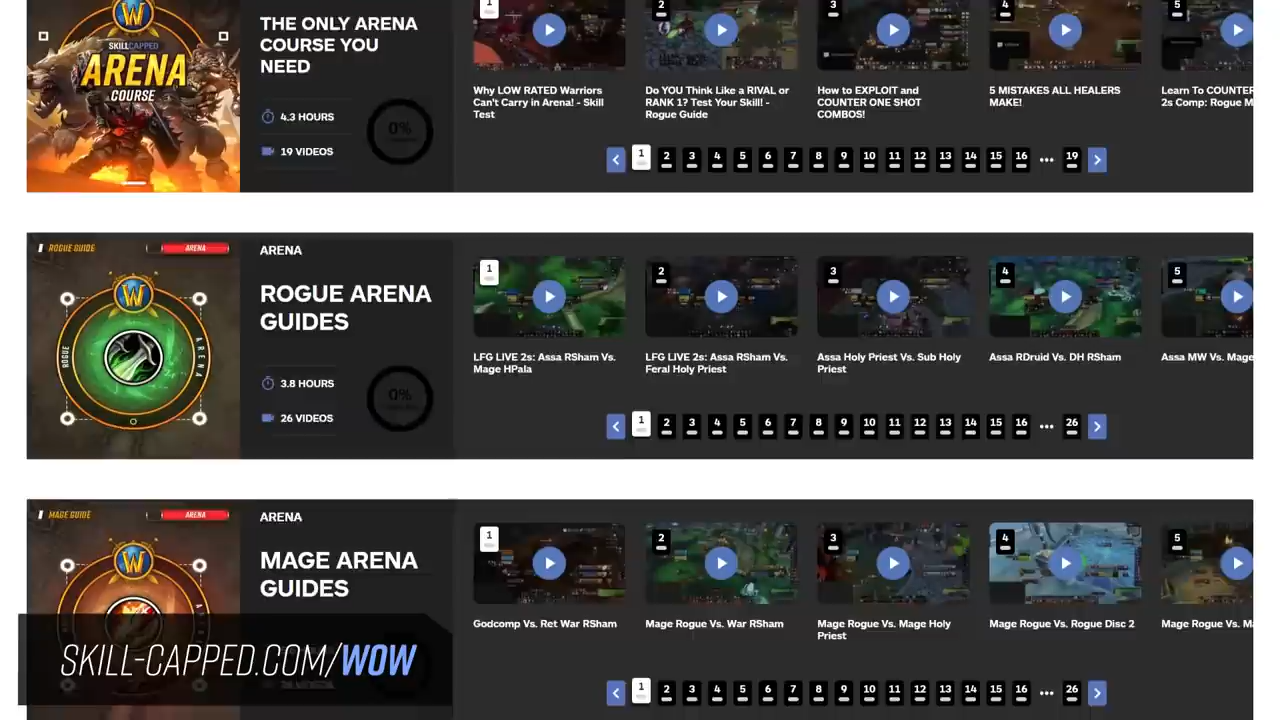 SKILLCAPPED
ARENA
COURSE
THE ONLY ARENA
COURSE YOU
NEED
4.3 HOURS
19 VIDEOS
0%
1
2
3
4
5
Why LOW RATED Warriors
Can't Carry in Arena! - Skill
Test
Do YOU Think Like a RIVAL or
RANK 1? Test Your Skill! -
Rogue Guide
How to EXPLOIT and
COUNTER ONE SHOT
COMBOS!
5 MISTAKES ALL HEALERS
MAKE!
Learn To COUNTER
2s Comp: Rogue M
1 2 3 4 5 6 7 8 9 10 11 12 13 14 15 16 ••• 19
ROGUE GUIDE
ARENA
ROGUE
ARENA
ARENA
ROGUE ARENA
GUIDES
3.8 HOURS
26 VIDEOS
0%
1
2
3
4
5
LFG LIVE 2s: Assa RSham Vs.
Mage HPala
LFG LIVE 2s: Assa RSham Vs.
Feral Holy Priest
Assa Holy Priest Vs. Sub Holy
Priest
Assa RDruid Vs. DH RSham
Assa MW Vs. Mage
1 2 3 4 5 6 7 8 9 10 11 12 13 14 15 16 ••• 26
MAGE GUIDE
ARENA
ARENA
MAGE ARENA
GUIDES
1
2
3
4
5
Godcomp Vs. Ret War RSham
Mage Rogue Vs. War RSham
Mage Rogue Vs. Mage Holy
Priest
Mage Rogue Vs. Rogue Disc 2
Mage Rogue Vs. Ma
1 2 3 4 5 6 7 8 9 10 11 12 13 14 15 16 ••• 26
SKILL-CAPPED.COM/WOW